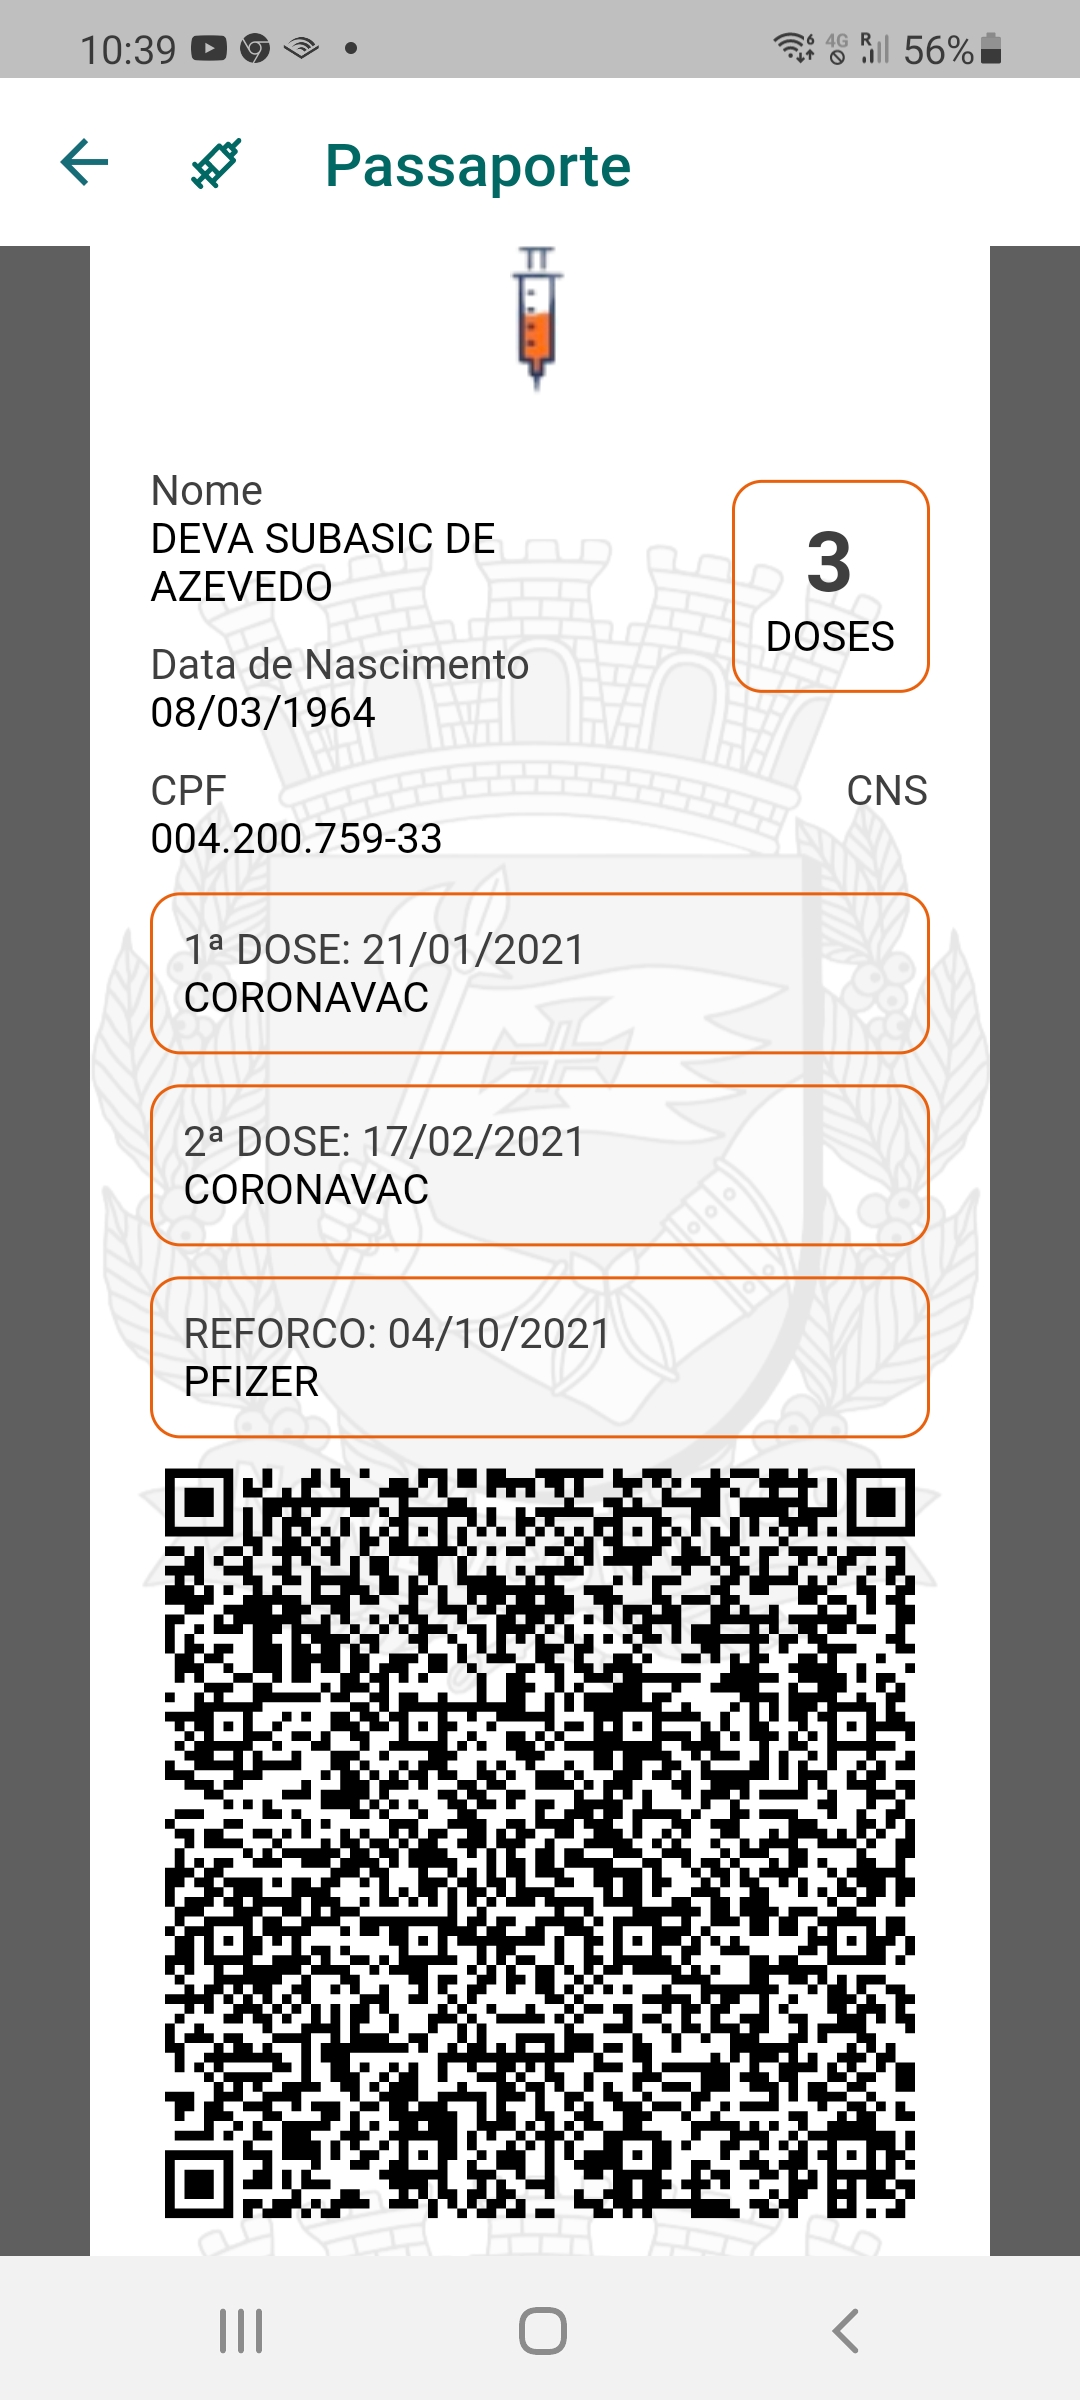 10:39
4G
R
56%
Passaporte
Nome
DEVA SUBASIC DE
AZEVEDO
3
DOSES
Data de Nascimento
08/03/1964
CPF
CNS
004.200.759-33
1ª DOSE: 21/01/2021
CORONAVAC
2ª DOSE: 17/02/2021
CORONAVAC
REFORCO: 04/10/2021
PFIZER